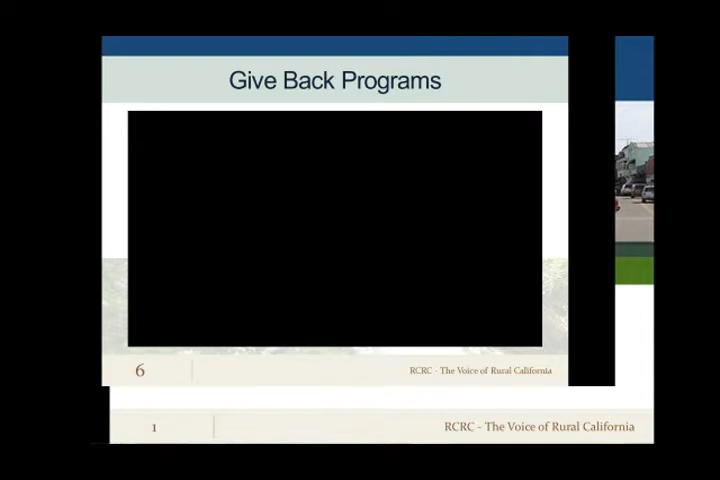 Give Back Programs
6
RCRC - The Voice of Rural California
1
RCRC - The Voice of Rural California